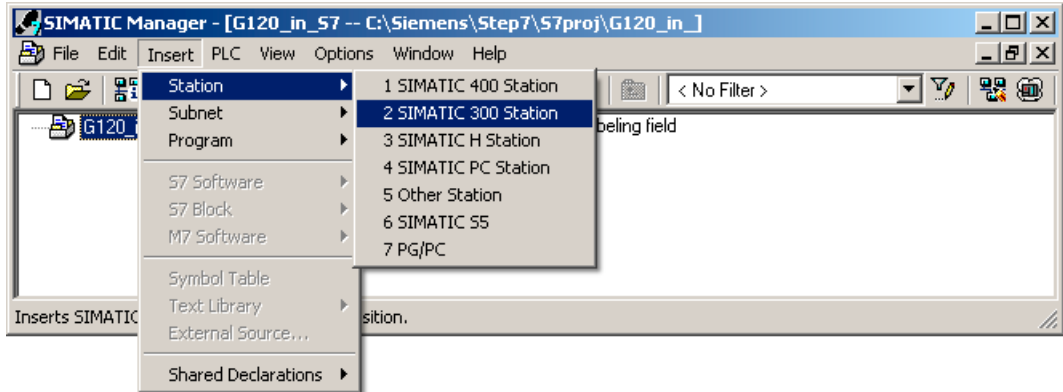 SIMATIC Manager - [G120_in_S7 -- C:\Siemens\Step7\S7proj\G120_in_]
File Edit Insert PLC View Options Window Help
< No Filter >
Station
Subnet
Program
S7 Software
S7 Block
M7 Software
Symbol Table
Text Library
External Source...
Shared Declarations
1 SIMATIC 400 Station
2 SIMATIC 300 Station
3 SIMATIC H Station
4 SIMATIC PC Station
5 Other Station
6 SIMATIC S5
7 PG/PC
G120_i
beling field
Inserts SIMATIC
sition.